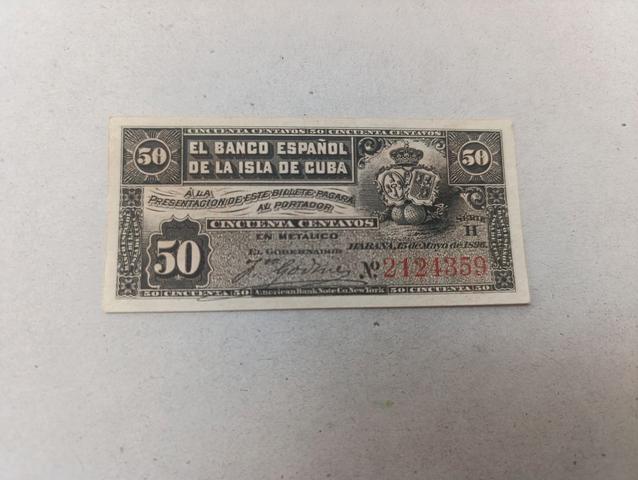 CINCUENTA CENTAVOS 50 CINCUENTA CENTAVOS
50
EL BANCO ESPAÑOL
DE LA ISLA DE CUBA
50
Á LA
PRESENTACION DE ESTE BILLETE PAGARÁ
AL PORTADOR
CINCUENTA CENTAVOS
EN METALICO
SERIE
H
HABANA, 15 de Mayo de 1896.
EL GOBERNADOR
50
No 2124359
50 CINCUENTA 50 American Bank Note Co. New York 50 CINCUENTA 50